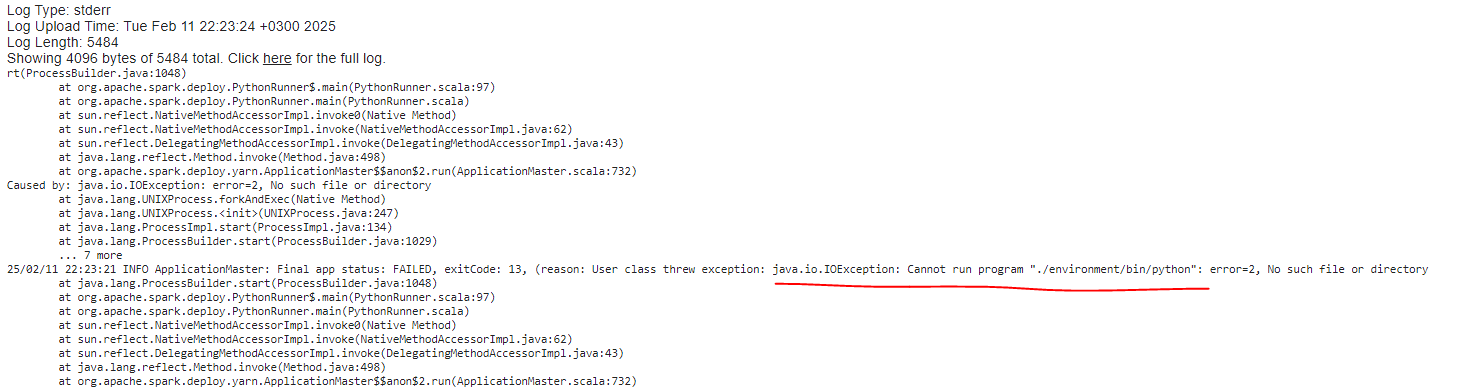 Log Type: stderr
Log Upload Time: Tue Feb 11 22:23:24 +0300 2025
Log Length: 5484
Showing 4096 bytes of 5484 total. Click here for the full log.
rt(ProcessBuilder.java:1048)
at org.apache.spark.deploy.PythonRunner$.main(PythonRunner.scala:97)
at org.apache.spark.deploy.PythonRunner.main(PythonRunner.scala)
at sun.reflect.NativeMethodAccessorImpl.invoke0(Native Method)
at sun.reflect.NativeMethodAccessorImpl.invoke(NativeMethodAccessorImpl.java:62)
at sun.reflect.DelegatingMethodAccessorImpl.invoke(DelegatingMethodAccessorImpl.java:43)
at java.lang.reflect.Method.invoke(Method.java:498)
at org.apache.spark.deploy.yarn.ApplicationMaster$$anon$2.run(ApplicationMaster.scala:732)
Caused by: java.io.IOException: error=2, No such file or directory
at java.lang.UNIXProcess.forkAndExec(Native Method)
at java.lang.UNIXProcess.<init>(UNIXProcess.java:247)
at java.lang.ProcessImpl.start(ProcessImpl.java:134)
at java.lang.ProcessBuilder.start(ProcessBuilder.java:1029)
... 7 more
25/02/11 22:23:21 INFO ApplicationMaster: Final app status: FAILED, exitCode: 13, (reason: User class threw exception: java.io.IOException: Cannot run program "./environment/bin/python": error=2, No such file or directory
at java.lang.ProcessBuilder.start(ProcessBuilder.java:1048)
at org.apache.spark.deploy.PythonRunner$.main(PythonRunner.scala:97)
at org.apache.spark.deploy.PythonRunner.main(PythonRunner.scala)
at sun.reflect.NativeMethodAccessorImpl.invoke0(Native Method)
at sun.reflect.NativeMethodAccessorImpl.invoke(NativeMethodAccessorImpl.java:62)
at sun.reflect.DelegatingMethodAccessorImpl.invoke(DelegatingMethodAccessorImpl.java:43)
at java.lang.reflect.Method.invoke(Method.java:498)
at org.apache.spark.deploy.yarn.ApplicationMaster$$anon$2.run(ApplicationMaster.scala:732)